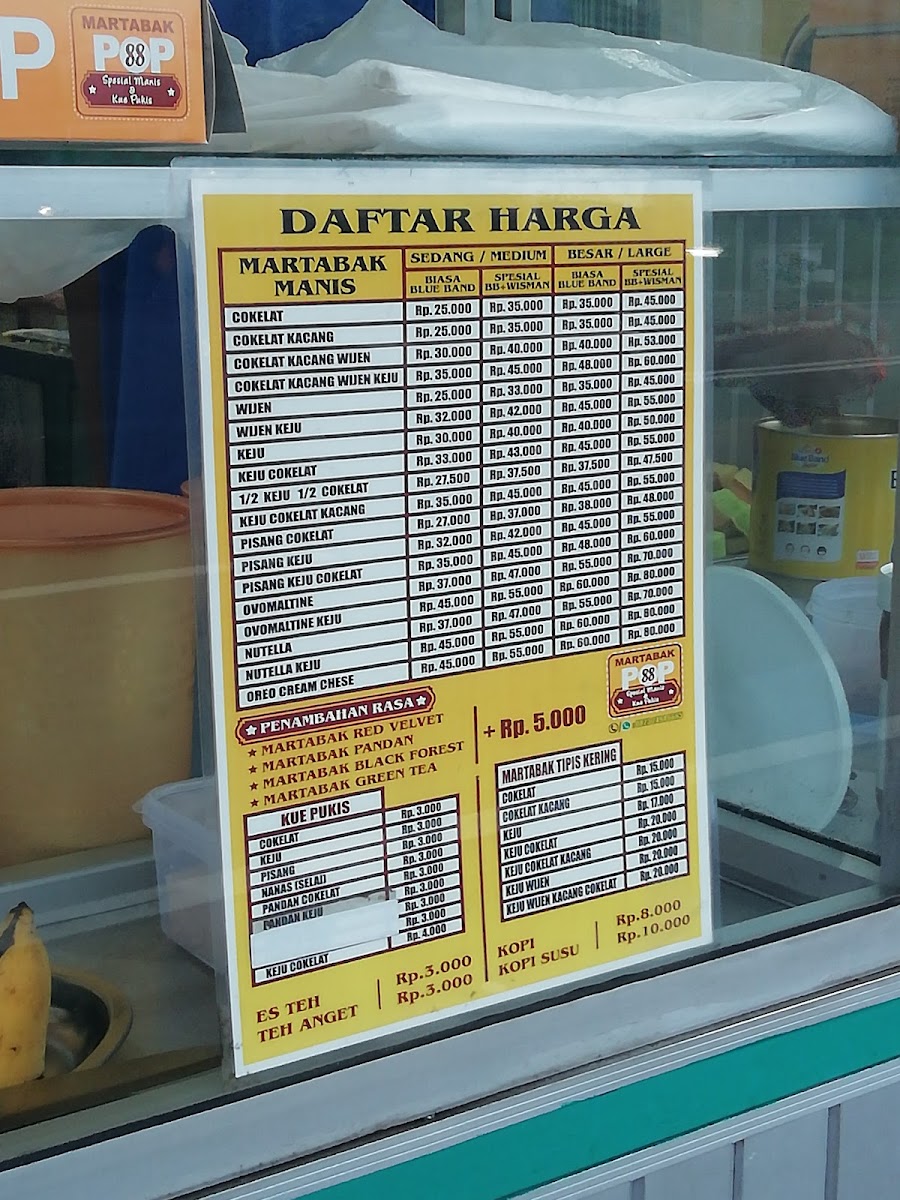 P
MARTABAK
P88P
Spesial Manis
&
Kue Pukis
DAFTAR HARGA
MARTABAK MANIS SEDANG / MEDIUM BESAR / LARGE
BIASA BLUE BAND SPESIAL BB+WISMAN BIASA BLUE BAND SPESIAL BB+WISMAN
COKELAT Rp. 25.000 Rp. 35.000 Rp. 35.000 Rp. 45.000
COKELAT KACANG Rp. 25.000 Rp. 35.000 Rp. 35.000 Rp. 45.000
COKELAT KACANG WIJEN Rp. 30.000 Rp. 40.000 Rp. 40.000 Rp. 53.000
COKELAT KACANG WIJEN KEJU Rp. 35.000 Rp. 45.000 Rp. 48.000 Rp. 60.000
WIJEN Rp. 25.000 Rp. 33.000 Rp. 35.000 Rp. 45.000
WIJEN KEJU Rp. 32.000 Rp. 42.000 Rp. 45.000 Rp. 55.000
KEJU Rp. 30.000 Rp. 40.000 Rp. 40.000 Rp. 50.000
KEJU COKELAT Rp. 33.000 Rp. 43.000 Rp. 45.000 Rp. 55.000
1/2 KEJU 1/2 COKELAT Rp. 27.500 Rp. 37.500 Rp. 37.500 Rp. 47.500
KEJU COKELAT KACANG Rp. 35.000 Rp. 45.000 Rp. 45.000 Rp. 55.000
PISANG COKELAT Rp. 27.000 Rp. 37.000 Rp. 38.000 Rp. 48.000
PISANG KEJU Rp. 32.000 Rp. 42.000 Rp. 45.000 Rp. 55.000
PISANG KEJU COKELAT Rp. 35.000 Rp. 45.000 Rp. 48.000 Rp. 60.000
OVOMALTINE Rp. 37.000 Rp. 47.000 Rp. 55.000 Rp. 70.000
OVOMALTINE KEJU Rp. 45.000 Rp. 55.000 Rp. 60.000 Rp. 80.000
NUTELLA Rp. 37.000 Rp. 47.000 Rp. 55.000 Rp. 70.000
NUTELLA KEJU Rp. 45.000 Rp. 55.000 Rp. 60.000 Rp. 80.000
OREO CREAM CHESE Rp. 45.000 Rp. 55.000 Rp. 60.000 Rp. 80.000
★ PENAMBAHAN RASA ★
★ MARTABAK RED VELVET
★ MARTABAK PANDAN
★ MARTABAK BLACK FOREST
★ MARTABAK GREEN TEA
+ Rp. 5.000
MARTABAK
P88P
Spesial Manis
&
Kue Pukis
KUE PUKIS
COKELAT Rp. 3.000
KEJU Rp. 3.000
PISANG Rp. 3.000
NANAS (SELAI) Rp. 3.000
PANDAN COKELAT Rp. 3.000
PANDAN KEJU Rp. 3.000
Rp. 3.000
Rp. 3.000
KEJU COKELAT Rp. 4.000
MARTABAK TIPIS KERING
COKELAT Rp. 15.000
COKELAT KACANG Rp. 15.000
KEJU Rp. 17.000
KEJU COKELAT Rp. 20.000
KEJU COKELAT KACANG Rp. 20.000
KEJU WIJEN Rp. 20.000
KEJU WIJEN KACANG COKELAT Rp. 20.000
ES TEH Rp.3.000
TEH ANGET Rp.3.000
KOPI Rp.8.000
KOPI SUSU Rp.10.000
Blue Band